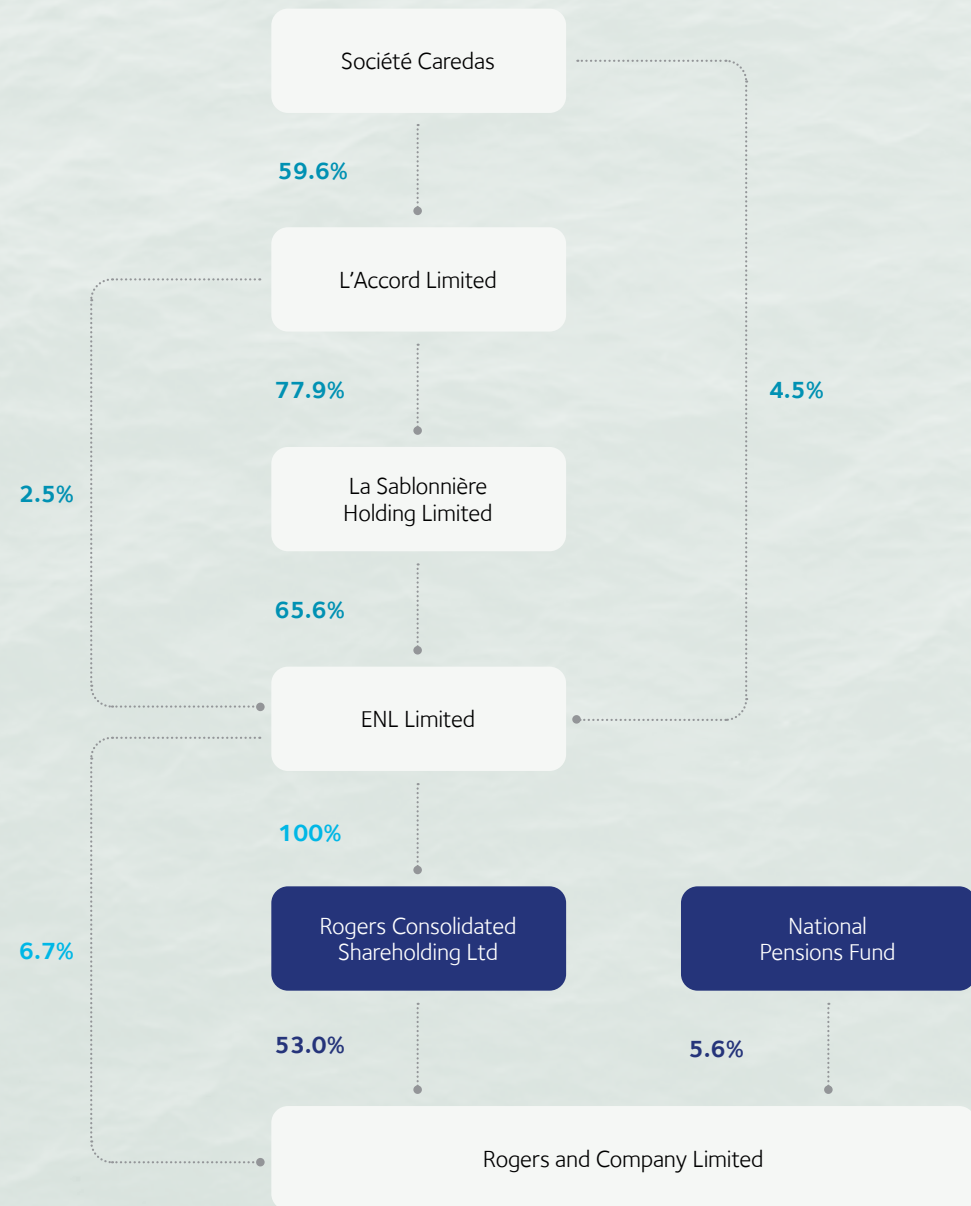 Société Caredas
59.6%
L'Accord Limited
77.9%
4.5%
2.5%
La Sablonnière
Holding Limited
65.6%
ENL Limited
100%
6.7%
Rogers Consolidated
Shareholding Ltd
National
Pensions Fund
53.0%
5.6%
Rogers and Company Limited